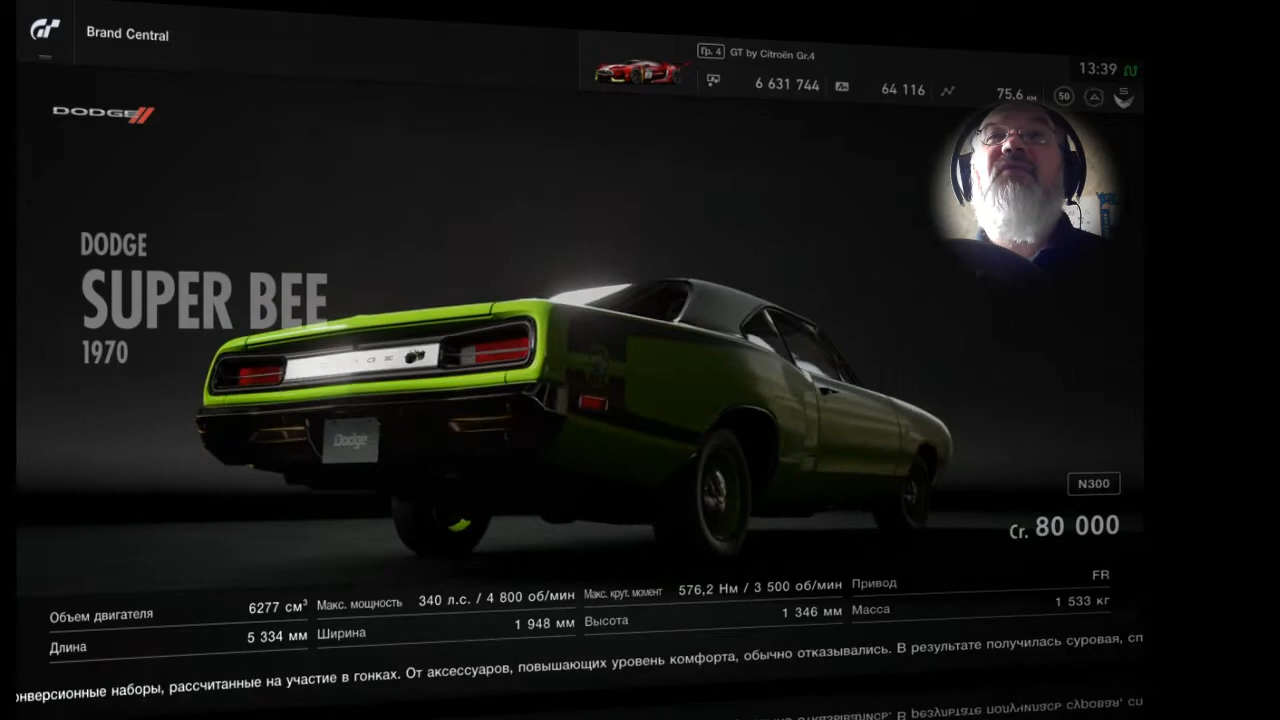 GT
Brand Central
Гр. 4 GT by Citroën Gr.4
6 631 744
64 116
75,6 км
50
S
13:39
DODGE
DODGE
SUPER BEE
1970
Dodge
N300
Cr. 80 000
Объем двигателя 6277 см³ Макс. мощность 340 л.с. / 4 800 об/мин Макс. крут. момент 576,2 Нм / 3 500 об/мин Привод FR
Длина 5 334 мм Ширина 1 948 мм Высота 1 346 мм Масса 1 533 кг
онверсионные наборы, рассчитанные на участие в гонках. От аксессуаров, повышающих уровень комфорта, обычно отказывались. В результате получилась суровая, сп